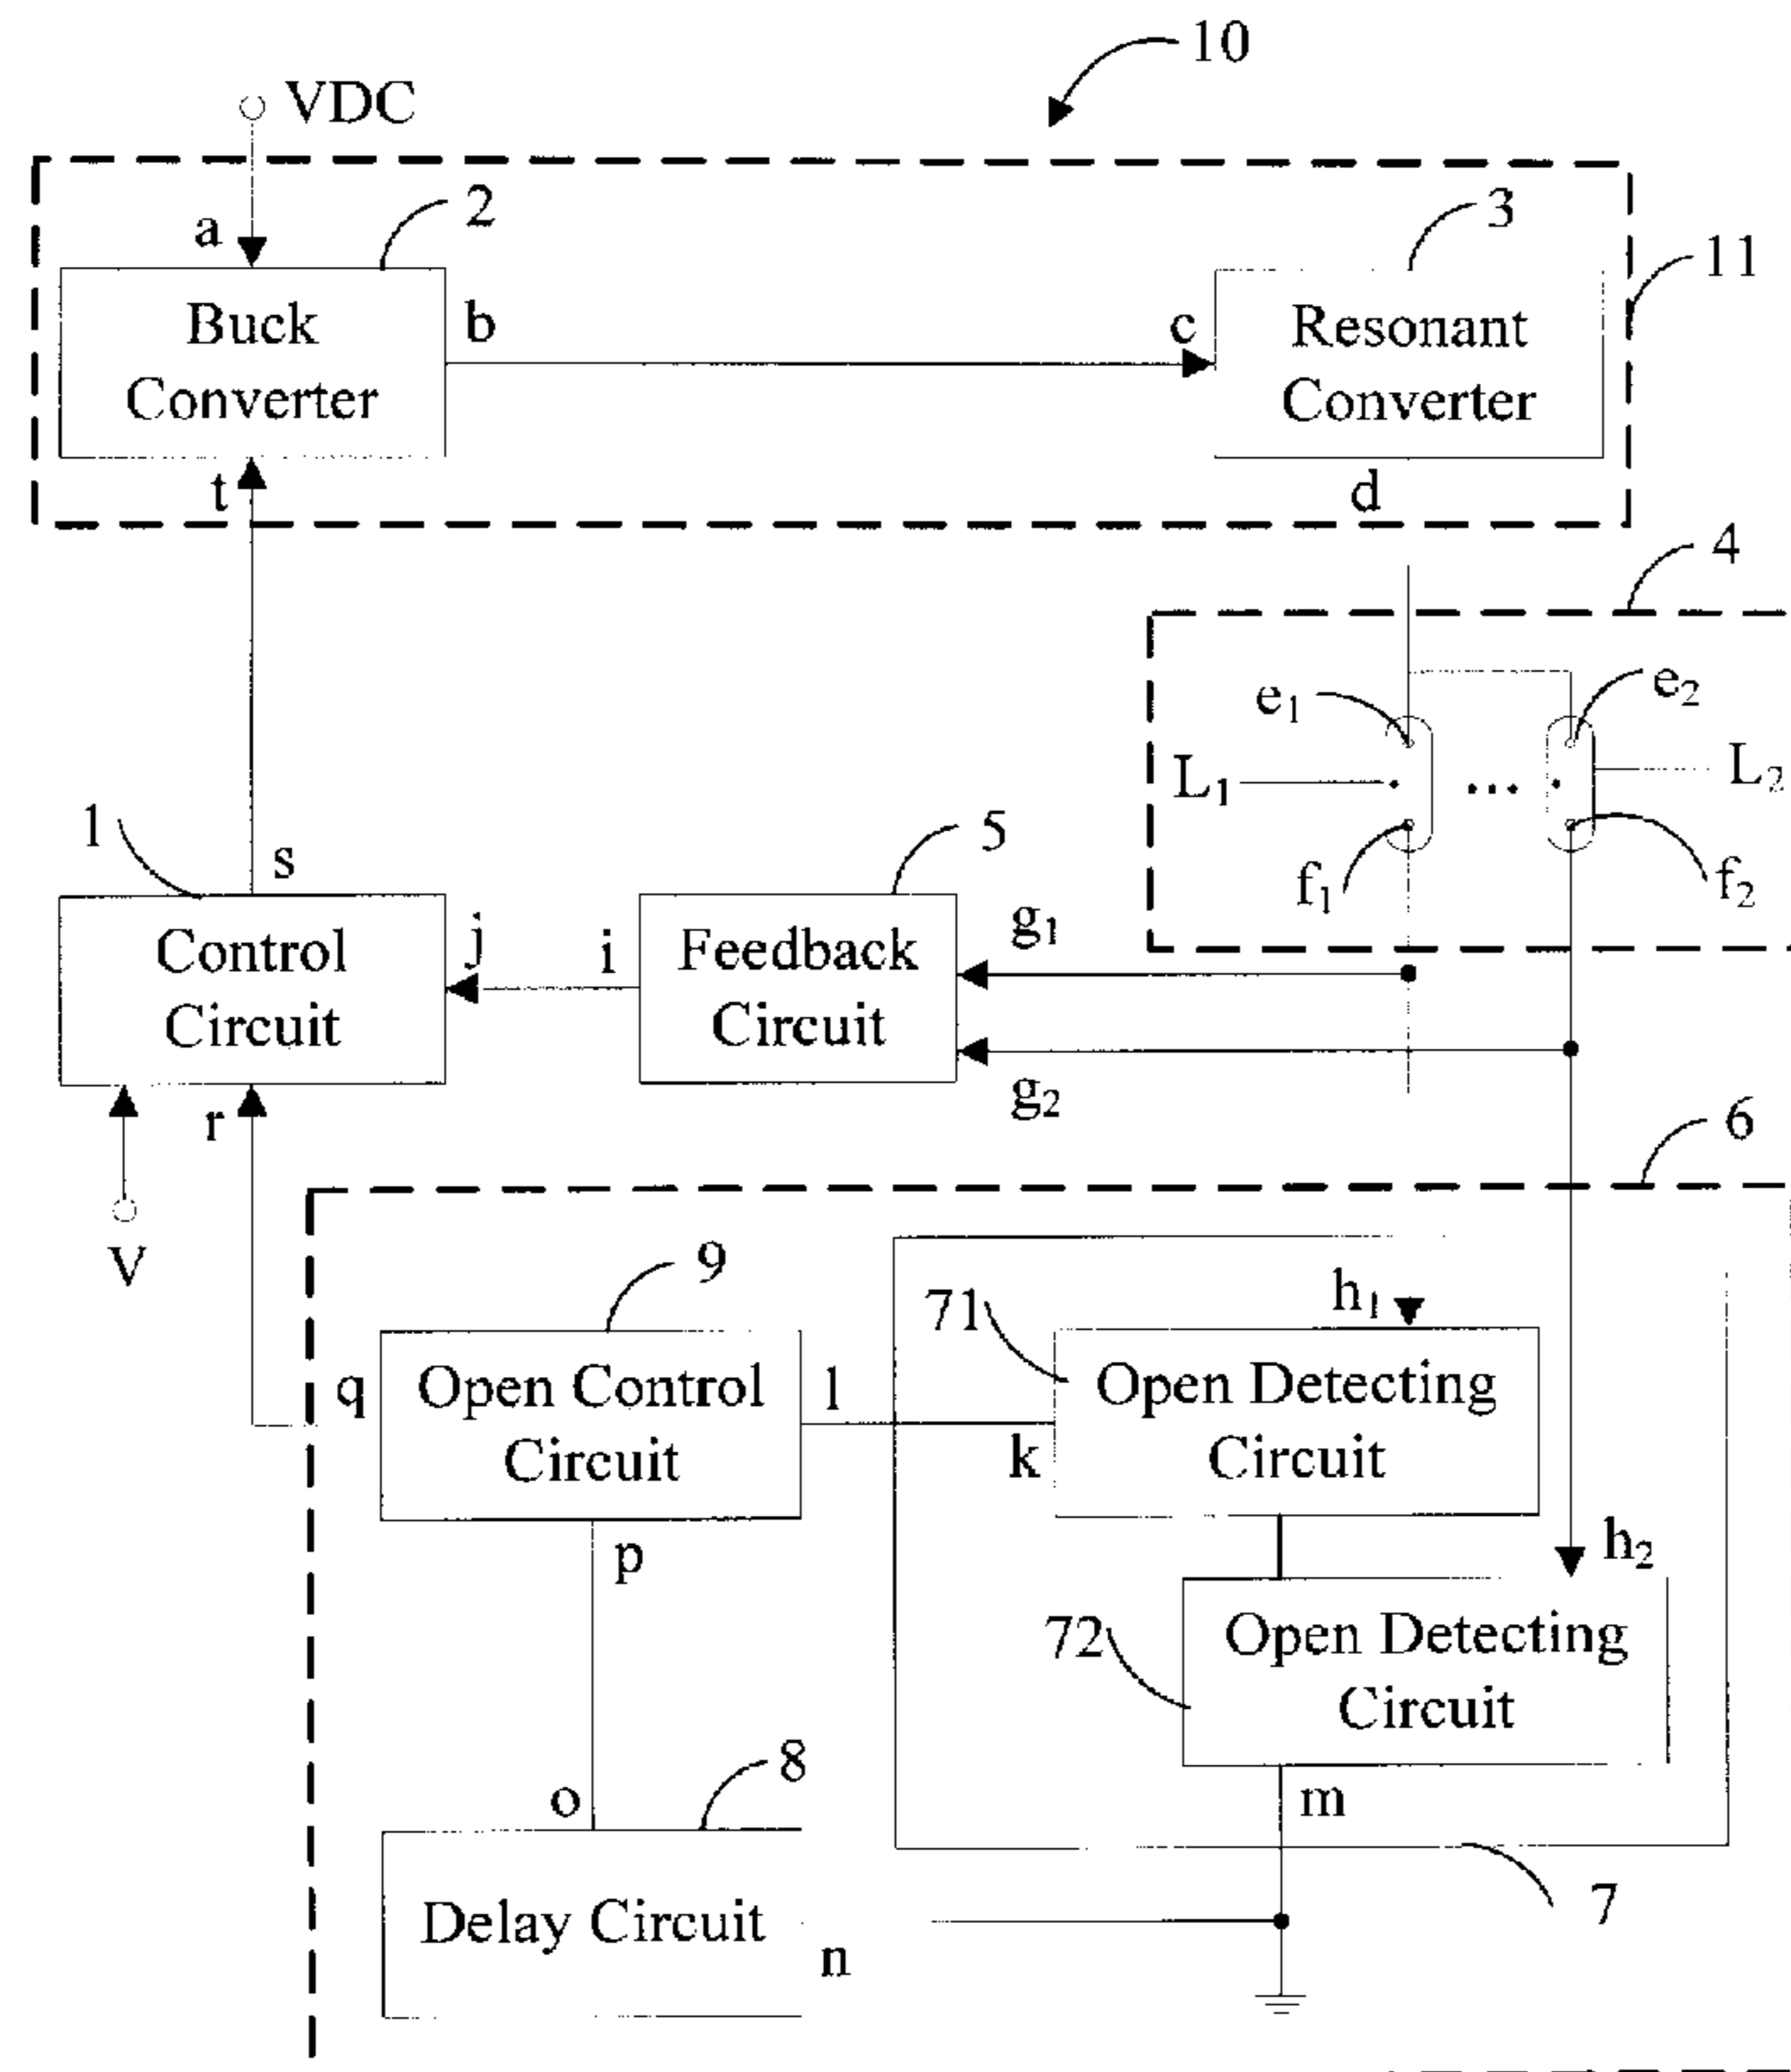 10
VDC
2
3
11
a
Buck
Converter
b
c
Resonant
Converter
t
d
4
e1
e2
L1
L2
1
s
5
f1
f2
Control
Circuit
j
i
Feedback
Circuit
g1
g2
r
V
6
9
71
h1
q
Open Control
Circuit
l
k
Open Detecting
Circuit
p
h2
72
Open Detecting
Circuit
o
8
m
7
Delay Circuit
n